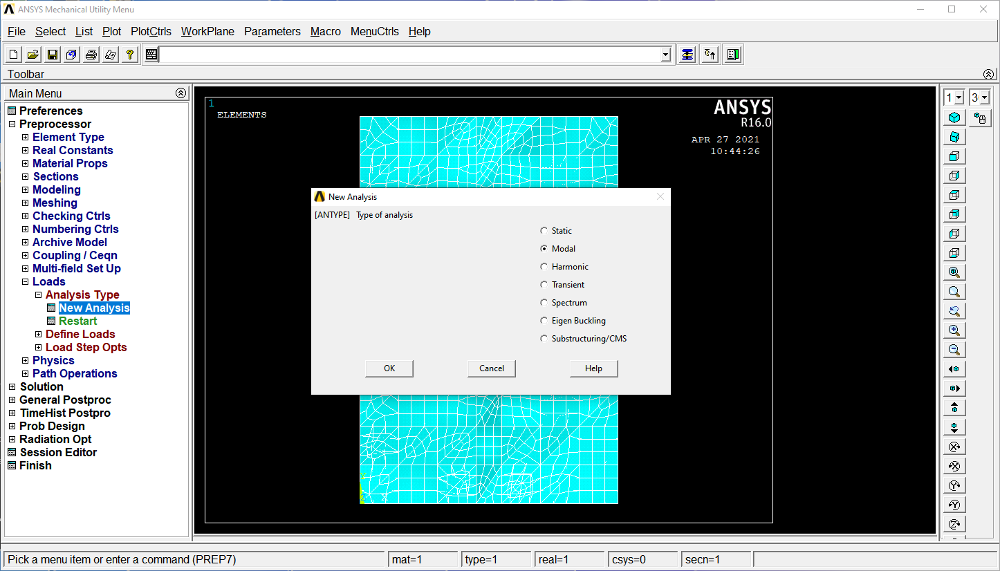 ANSYS Mechanical Utility Menu
File Select List Plot PlotCtrls WorkPlane Parameters Macro MenuCtrls Help
Toolbar
Main Menu
Preferences
Preprocessor
Element Type
Real Constants
Material Props
Sections
Modeling
Meshing
Checking Ctrls
Numbering Ctrls
Archive Model
Coupling / Ceqn
Multi-field Set Up
Loads
Analysis Type
New Analysis
Restart
Define Loads
Load Step Opts
Physics
Path Operations
Solution
General Postproc
TimeHist Postpro
Prob Design
Radiation Opt
Session Editor
Finish
1
ELEMENTS
ANSYS
R16.0
APR 27 2021
10:44:26
New Analysis
[ANTYPE] Type of analysis
Static
Modal
Harmonic
Transient
Spectrum
Eigen Buckling
Substructuring/CMS
OK Cancel Help
1 3
Pick a menu item or enter a command (PREP7) mat=1 type=1 real=1 csys=0 secn=1